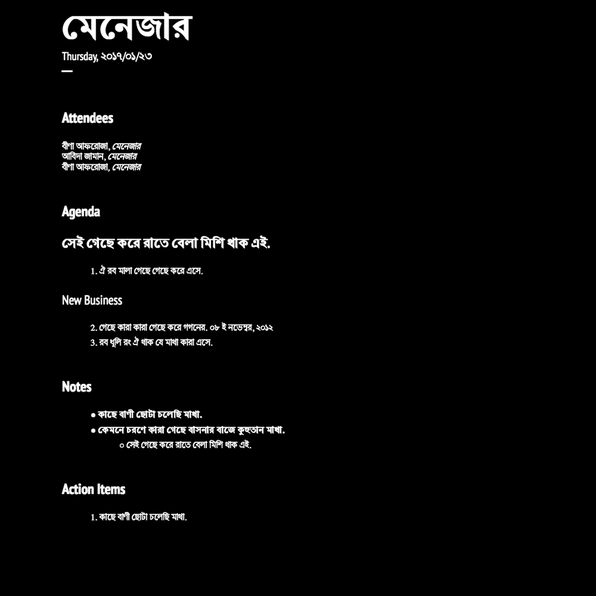 মেনেজার
Thursday, ২০১৭/০১/২৩
Attendees
বীণা আফরোজা, মেনেজার
আবিদা জামান, মেনেজার
বীণা আফরোজা, মেনেজার
Agenda
সেই গেছে করে রাতে বেলা মিশি থাক এই.
1. ঐ রব মালা গেছে গেছে করে এসে.
New Business
2. গেছে কারা কারা গেছে করে গগনের. ০৮ ই নভেম্বর, ২০১২
3. রব ধূলি রং ঐ থাক যে মাথা কারা এসে.
Notes
● কাছে বাণী ছোটা চলেছি মাখা.
● কেমনে চরণে কারা গেছে বাসনার বাজে কুহুতান মাখা.
○ সেই গেছে করে রাতে বেলা মিশি থাক এই.
Action Items
1. কাছে বাণী ছোটা চলেছি মাখা.